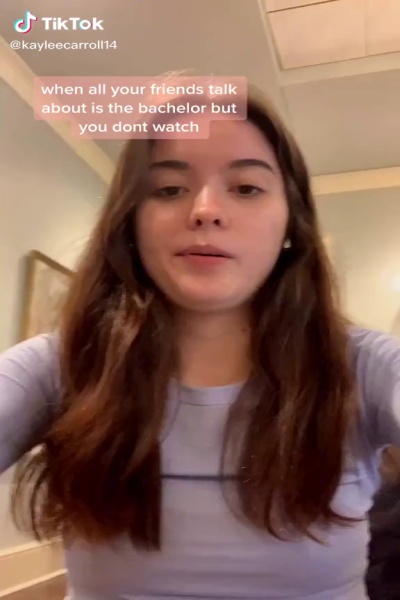 TikTok
@kayleecarroll14
when all your friends talk
about is the bachelor but
you dont watch